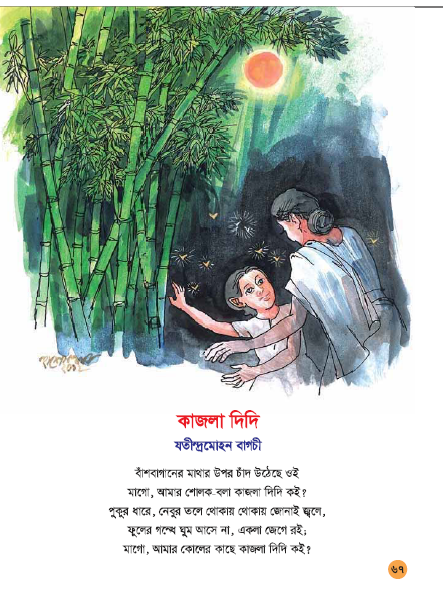 কাজলা দিদি
যতীন্দ্রমোহন বাগচী
বাঁশবাগানের মাথার উপর চাঁদ উঠেছে ওই
মাগো, আমার শোলক-বলা কাজলা দিদি কই?
পুকুর ধারে, নেবুর তলে থোকায় থোকায় জোনাই জ্বলে,
ফুলের গন্ধে ঘুম আসে না, একলা জেগে রই;
মাগো, আমার কোলের কাছে কাজলা দিদি কই?
৬৭